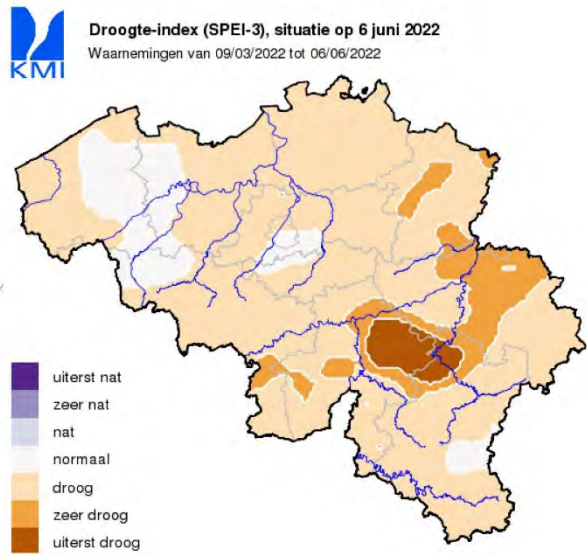 Droogte-index (SPEI-3), situatie op 6 juni 2022
Waarnemingen van 09/03/2022 tot 06/06/2022
KMI
uiterst nat
zeer nat
nat
normaal
droog
zeer droog
uiterst droog